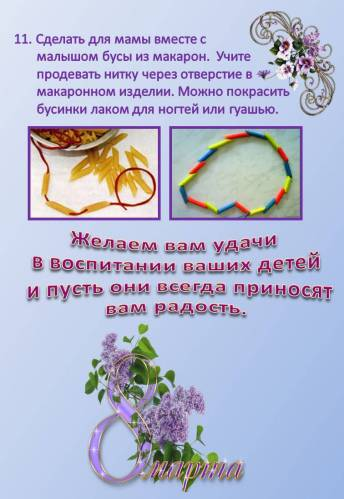 11. Сделать для мамы вместе с
малышом бусы из макарон. Учите
продевать нитку через отверстие в
макаронном изделии. Можно покрасить
бусинки лаком для ногтей или гуашью.
Желаем вам удачи
в воспитании ваших детей
и пусть они всегда приносят
вам радость.
8 марта